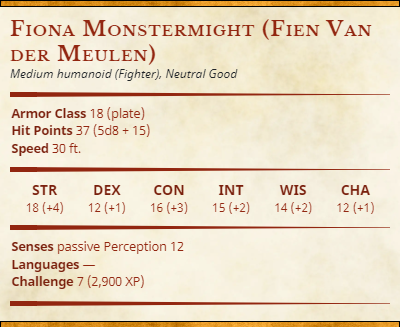 Fiona Monstermight (Fien Van
der Meulen)
Medium humanoid (Fighter), Neutral Good
Armor Class 18 (plate)
Hit Points 37 (5d8 + 15)
Speed 30 ft.
STR DEX CON INT WIS CHA
18 (+4) 12 (+1) 16 (+3) 15 (+2) 14 (+2) 12 (+1)
Senses passive Perception 12
Languages —
Challenge 7 (2,900 XP)